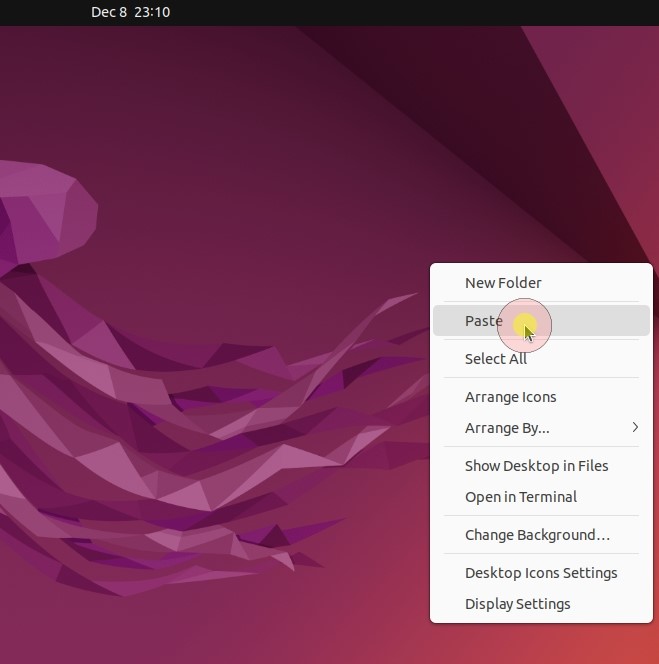 Dec 8 23:10
New Folder
Paste
Select All
Arrange Icons
Arrange By...
Show Desktop in Files
Open in Terminal
Change Background…
Desktop Icons Settings
Display Settings